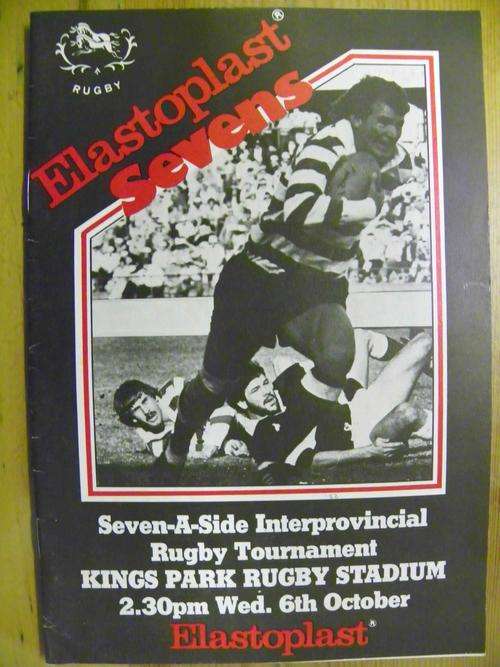 RUGBY
Elastoplast®
Sevens
Seven-A-Side Interprovincial
Rugby Tournament
KINGS PARK RUGBY STADIUM
2.30pm Wed. 6th October
Elastoplast®